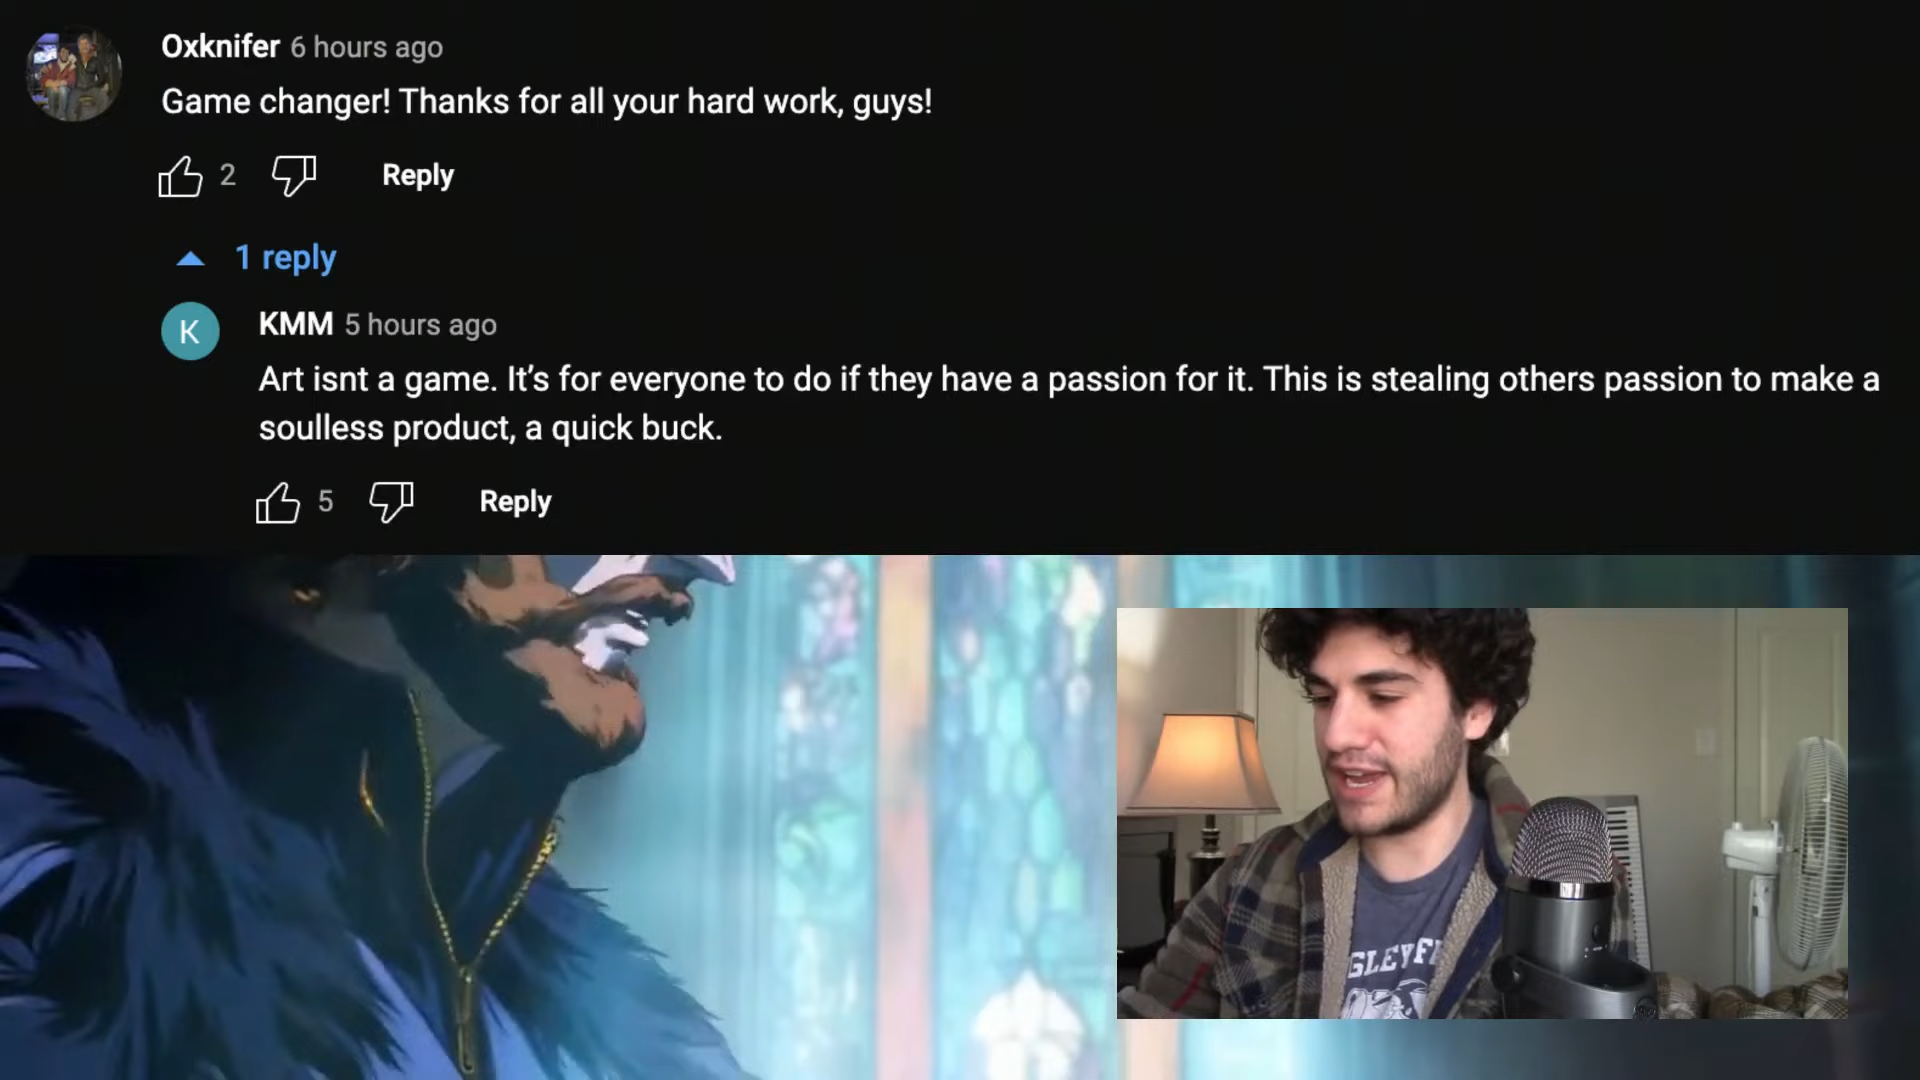 Oxknifer 6 hours ago
Game changer! Thanks for all your hard work, guys!
2 Reply
1 reply
K
KMM 5 hours ago
Art isnt a game. It’s for everyone to do if they have a passion for it. This is stealing others passion to make a
soulless product, a quick buck.
5 Reply